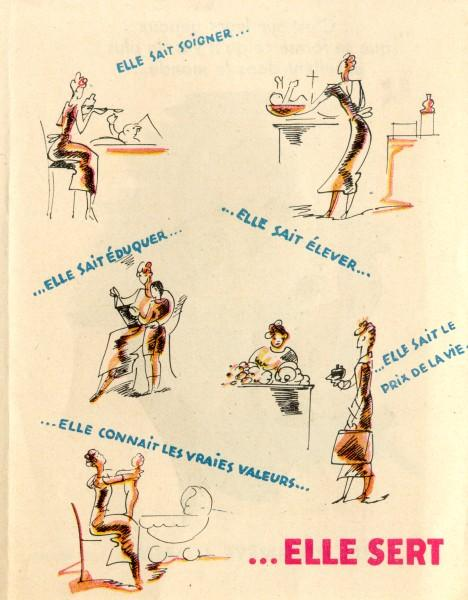 ELLE SAIT SOIGNER...
...ELLE SAIT ÉDUQUER...
...ELLE SAIT ÉLEVER...
...ELLE SAIT LE
PRIX DE LA VIE...
...ELLE CONNAIT LES VRAIES VALEURS...
...ELLE SERT